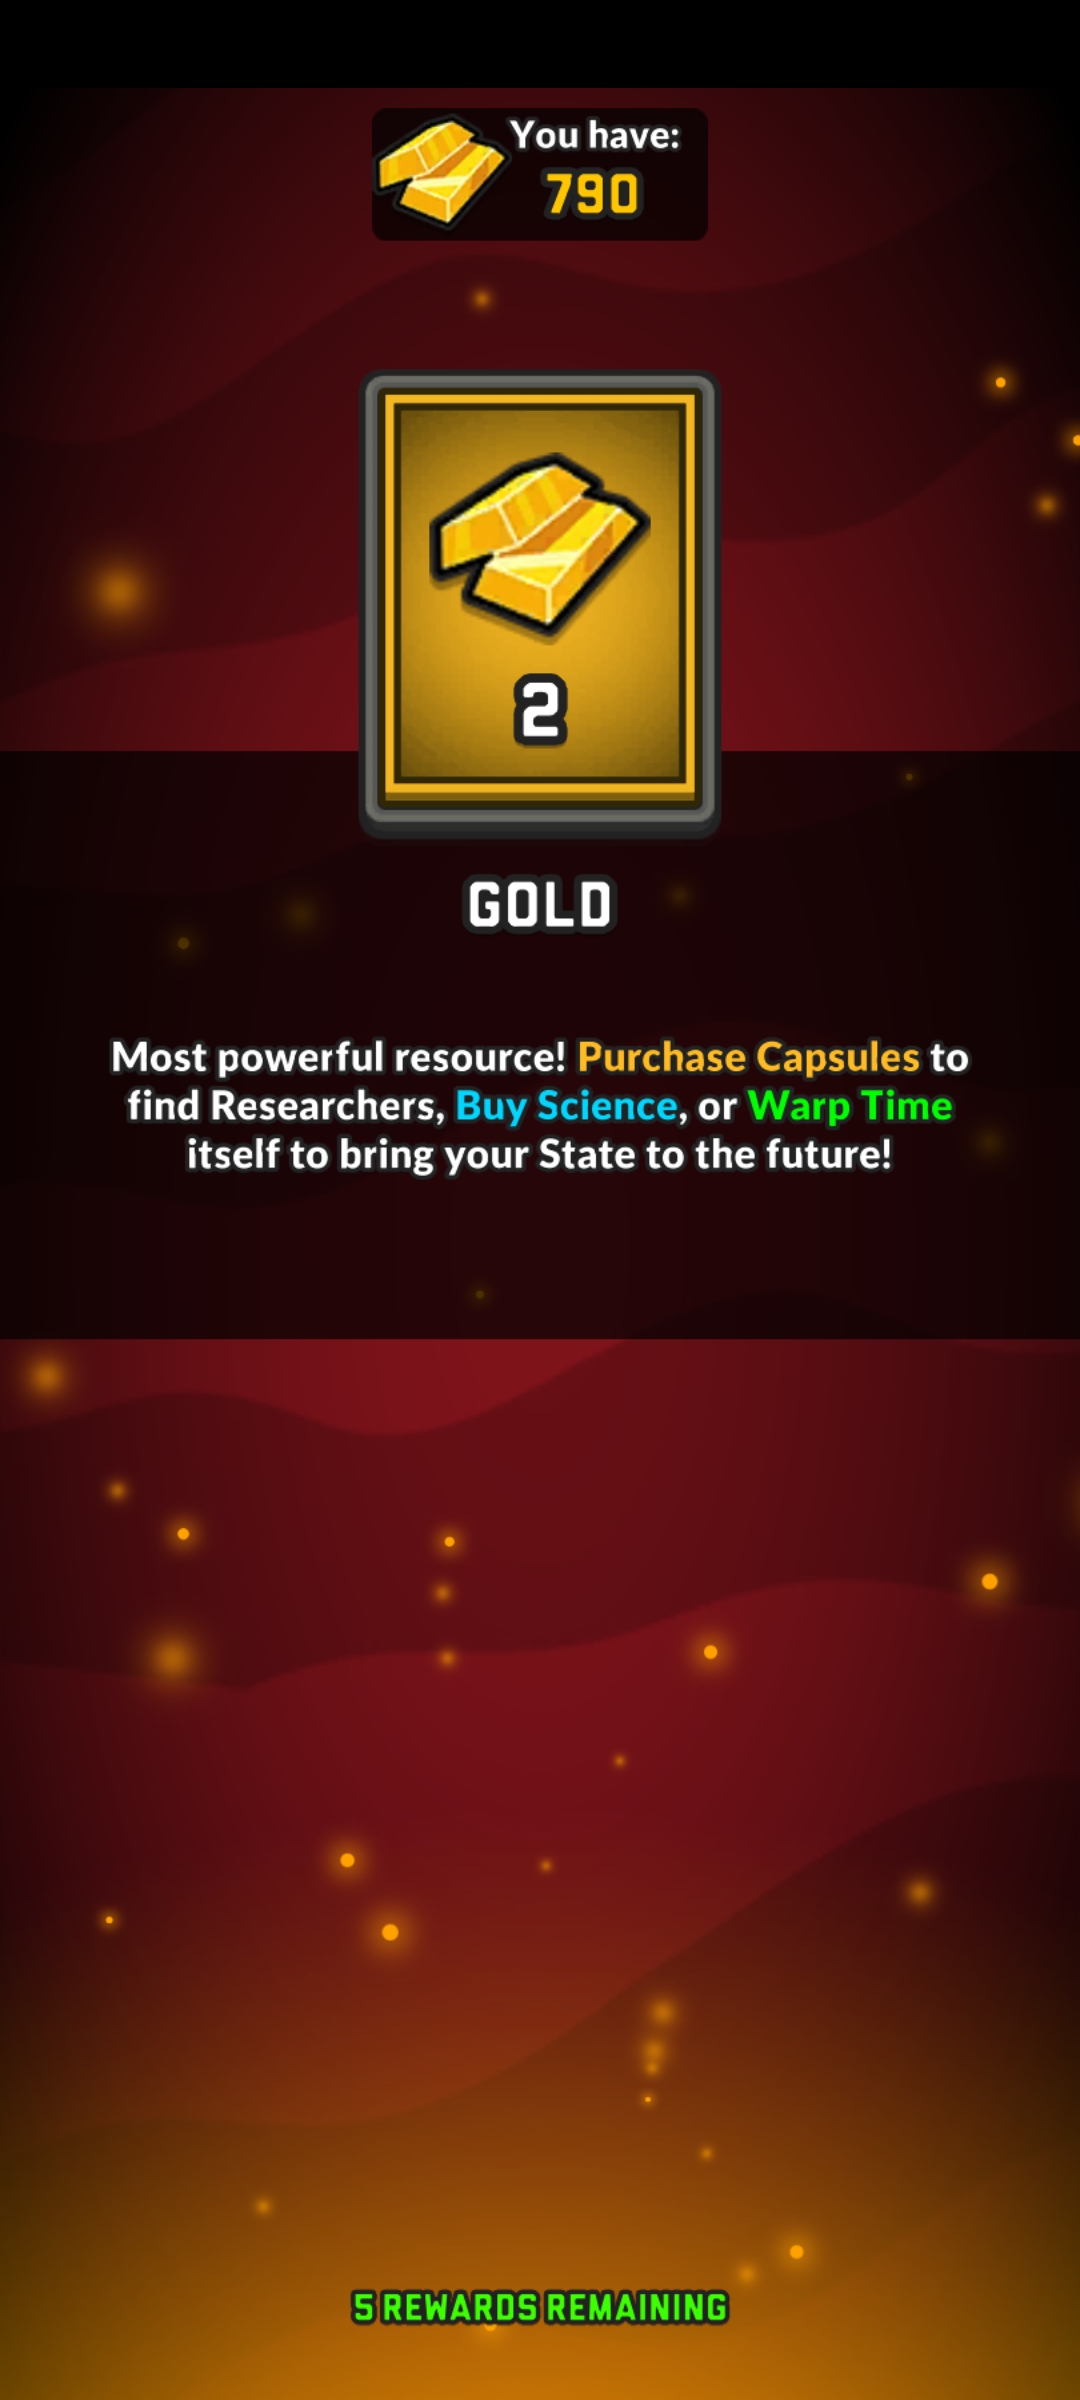 You have:
790
2
GOLD
Most powerful resource! Purchase Capsules to
find Researchers, Buy Science, or Warp Time
itself to bring your State to the future!
5 REWARDS REMAINING